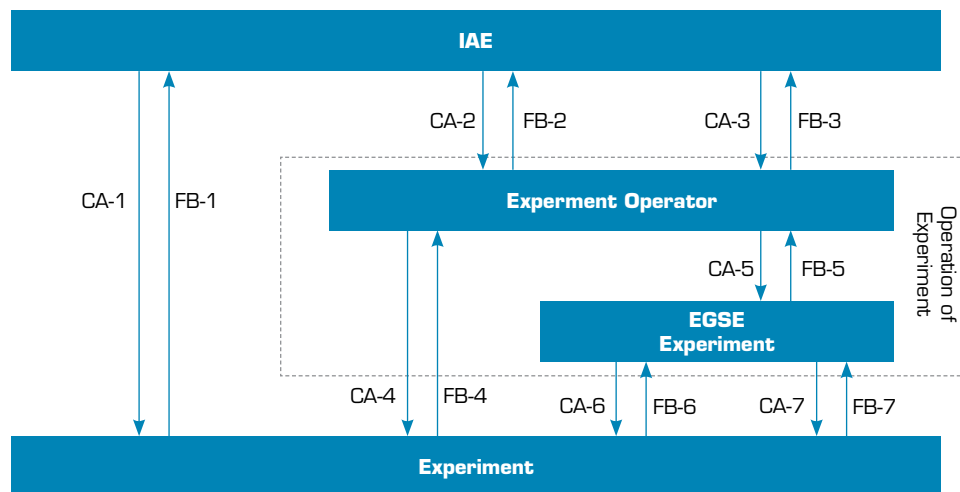 IAE
CA-2
FB-2
CA-3
FB-3
CA-1
FB-1
Experment Operator
Operation of
Experiment
CA-5
FB-5
EGSE
Experiment
CA-4
FB-4
CA-6
FB-6
CA-7
FB-7
Experiment